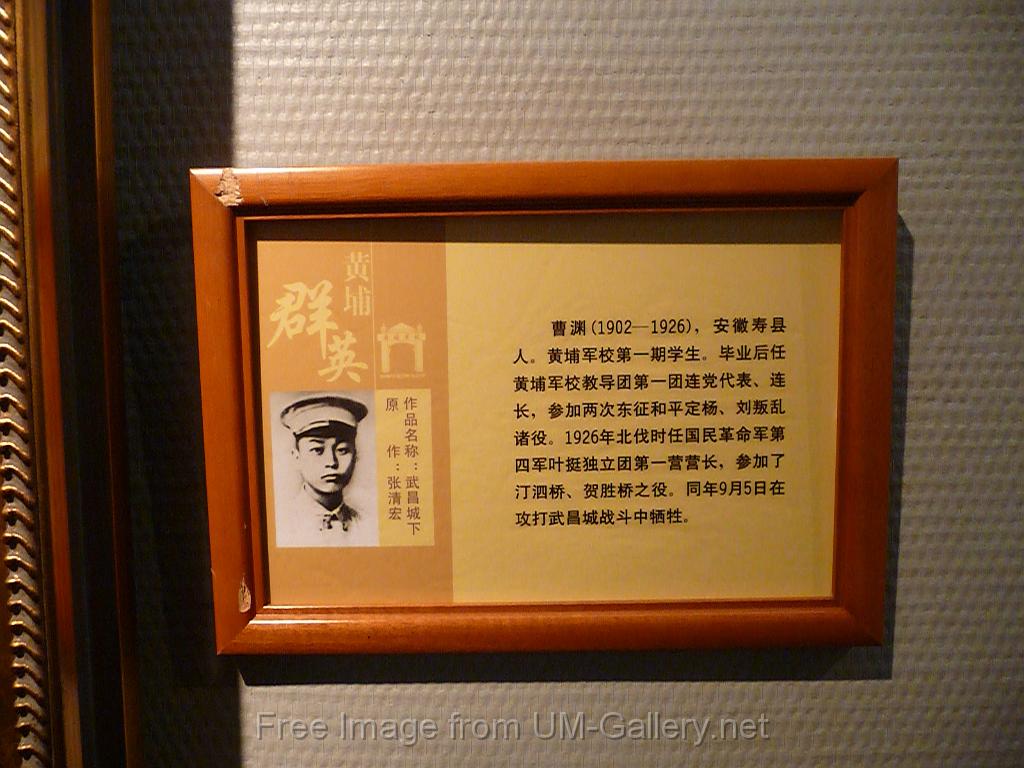 黄埔
群英
作品名称：武昌城下
原 作：张清宏
曹渊(1902—1926)，安徽寿县
人。黄埔军校第一期学生。毕业后任
黄埔军校教导团第一团连党代表、连
长，参加两次东征和平定杨、刘叛乱
诸役。1926年北伐时任国民革命军第
四军叶挺独立团第一营营长，参加了
汀泗桥、贺胜桥之役。同年9月5日在
攻打武昌城战斗中牺牲。
Free Image from UM-Gallery.net